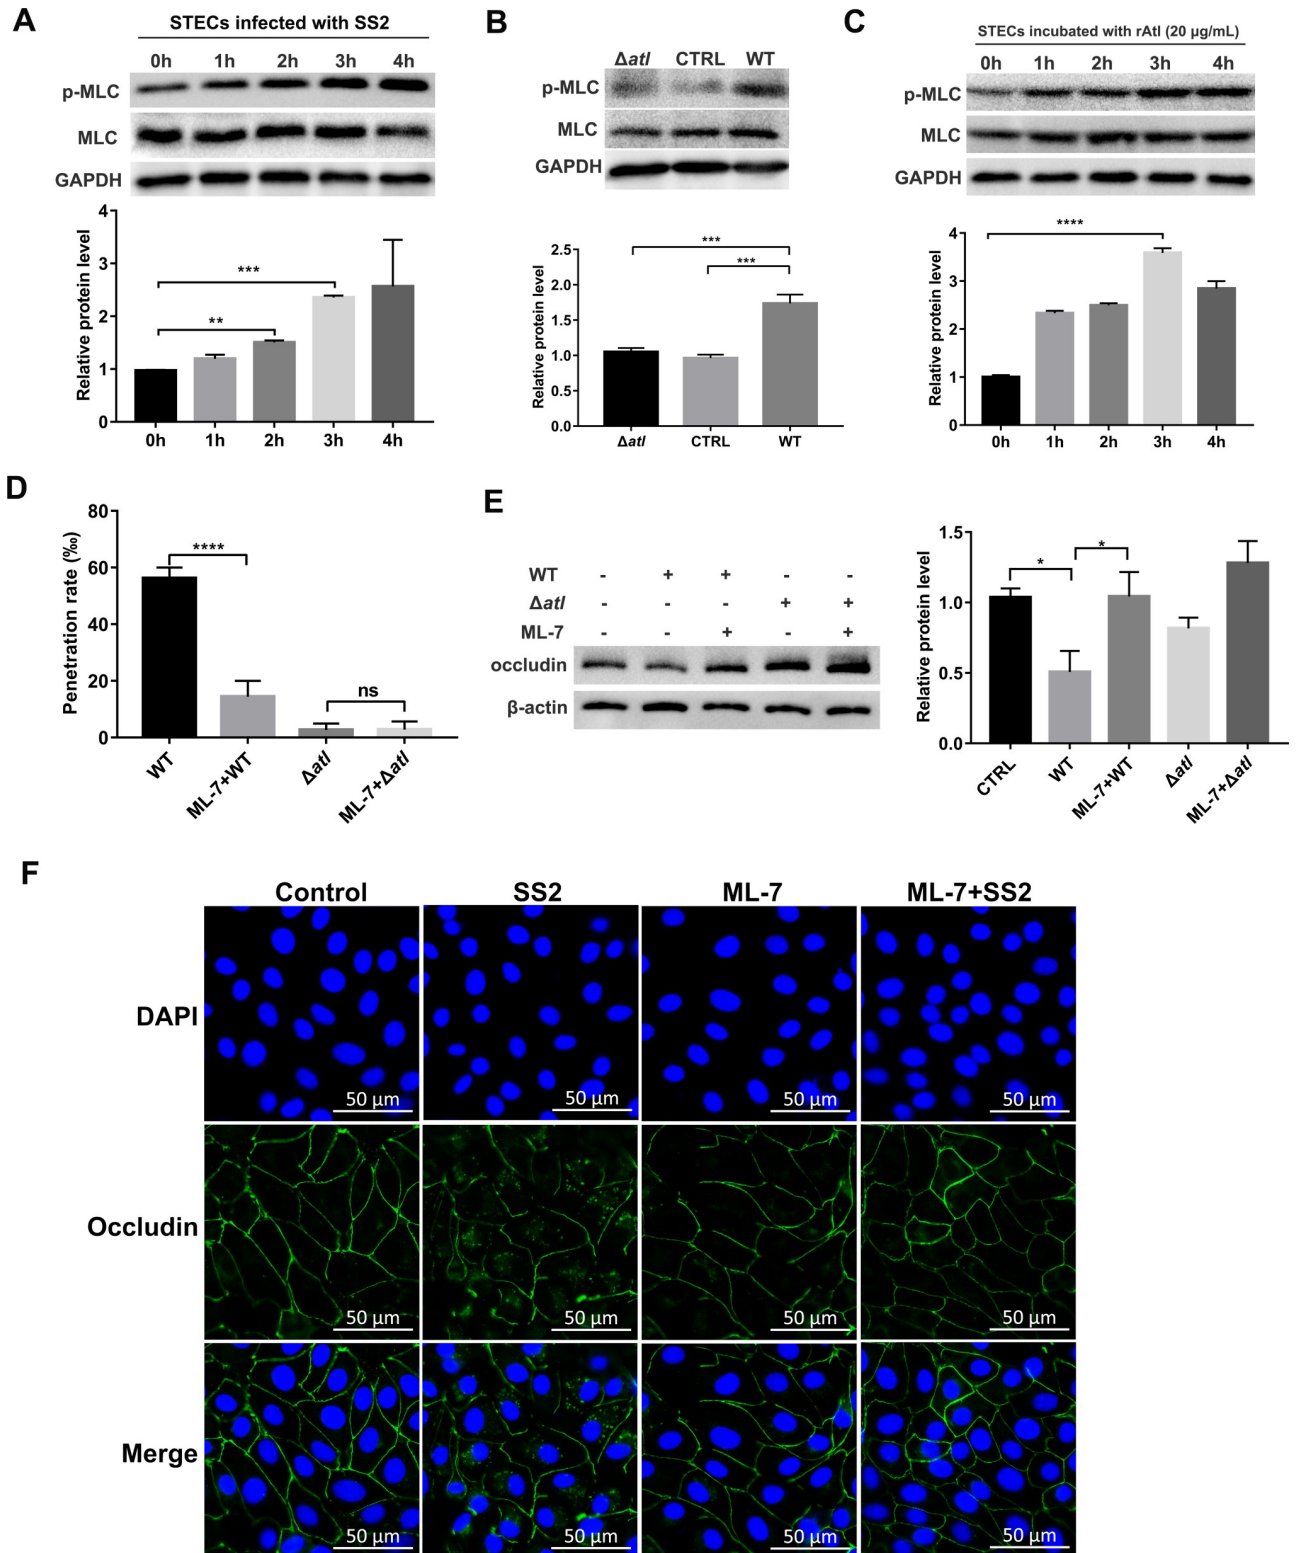 A
STECs infected with SS2
0h 1h 2h 3h 4h
p-MLC
MLC
GAPDH
Relative protein level
4
3
2
1
0
***
**
0h 1h 2h 3h 4h
B
Δatl CTRL WT
p-MLC
MLC
GAPDH
Relative protein level
2.5
2.0
1.5
1.0
0.5
0.0
***
***
Δatl CTRL WT
C
STECs incubated with rAtl (20 μg/mL)
0h 1h 2h 3h 4h
p-MLC
MLC
GAPDH
Relative protein level
4
3
2
1
0
****
0h 1h 2h 3h 4h
D
Penetration rate (‰)
80
60
40
20
0
****
ns
WT ML-7+WT Δatl ML-7+Δatl
E
WT - + + - -
Δatl - - - + +
ML-7 - - + - +
occludin
β-actin
Relative protein level
1.5
1.0
0.5
0.0
*
*
CTRL WT ML-7+WT Δatl ML-7+Δatl
F
Control SS2 ML-7 ML-7+SS2
DAPI
50 μm 50 μm 50 μm 50 μm
Occludin
50 μm 50 μm 50 μm 50 μm
Merge
50 μm 50 μm 50 μm 50 μm